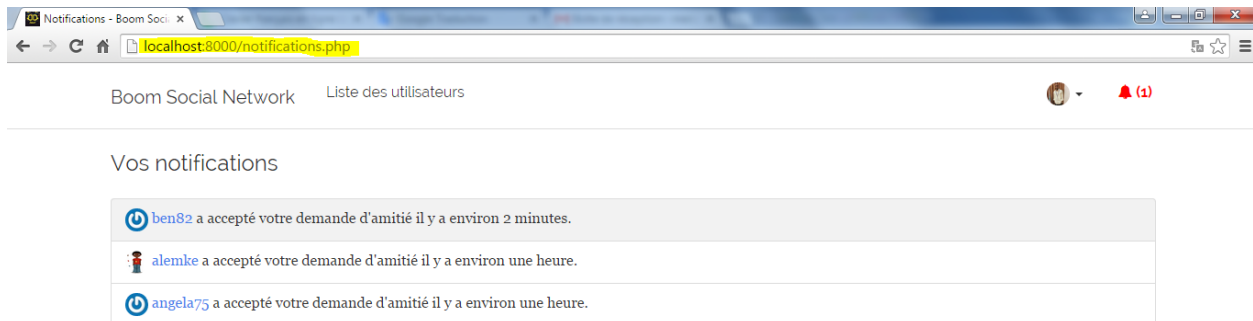 Notifications - Boom Soci
localhost:8000/notifications.php
Boom Social Network Liste des utilisateurs (1)
Vos notifications
ben82 a accepté votre demande d'amitié il y a environ 2 minutes.
alemke a accepté votre demande d'amitié il y a environ une heure.
angela75 a accepté votre demande d'amitié il y a environ une heure.